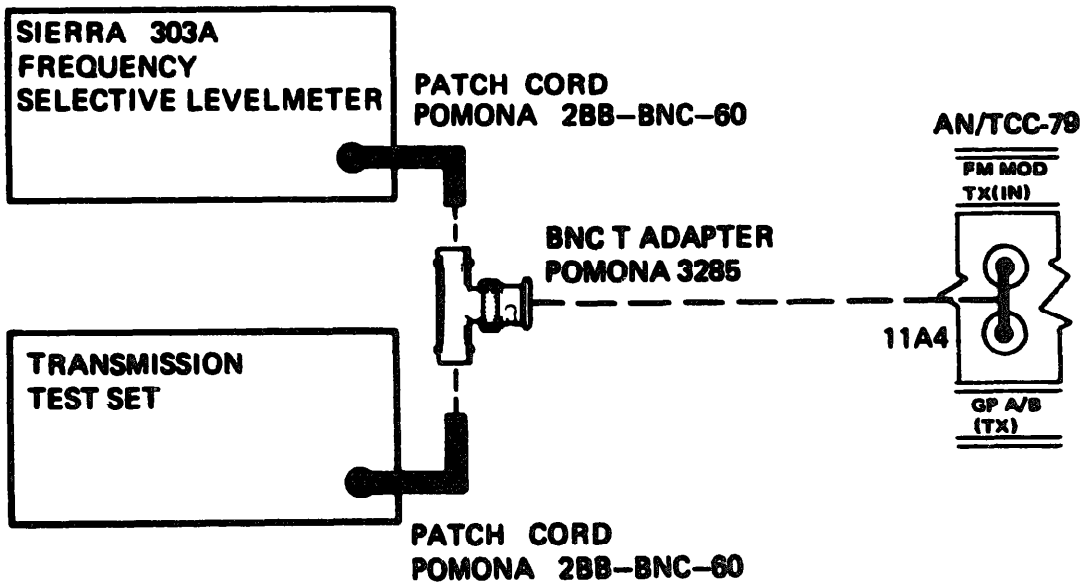 SIERRA 303A
FREQUENCY
SELECTIVE LEVELMETER
PATCH CORD
POMONA 2BB–BNC–60
AN/TCC-79
FM MOD
TX(IN)
BNC T ADAPTER
POMONA 3285
11A4
TRANSMISSION
TEST SET
GP A/B
(TX)
PATCH CORD
POMONA 2BB–BNC–60